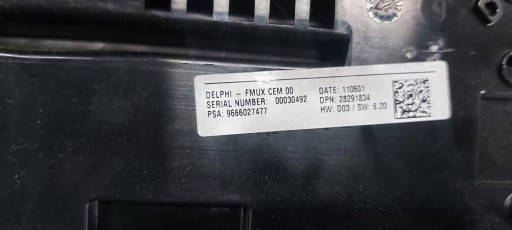 DELPHI - FMUX CEM 00 DATE: 110601
SERIAL NUMBER: 00030492 DPN: 28291834
PSA: 9666027477 HW: D03 / SW: 6.20